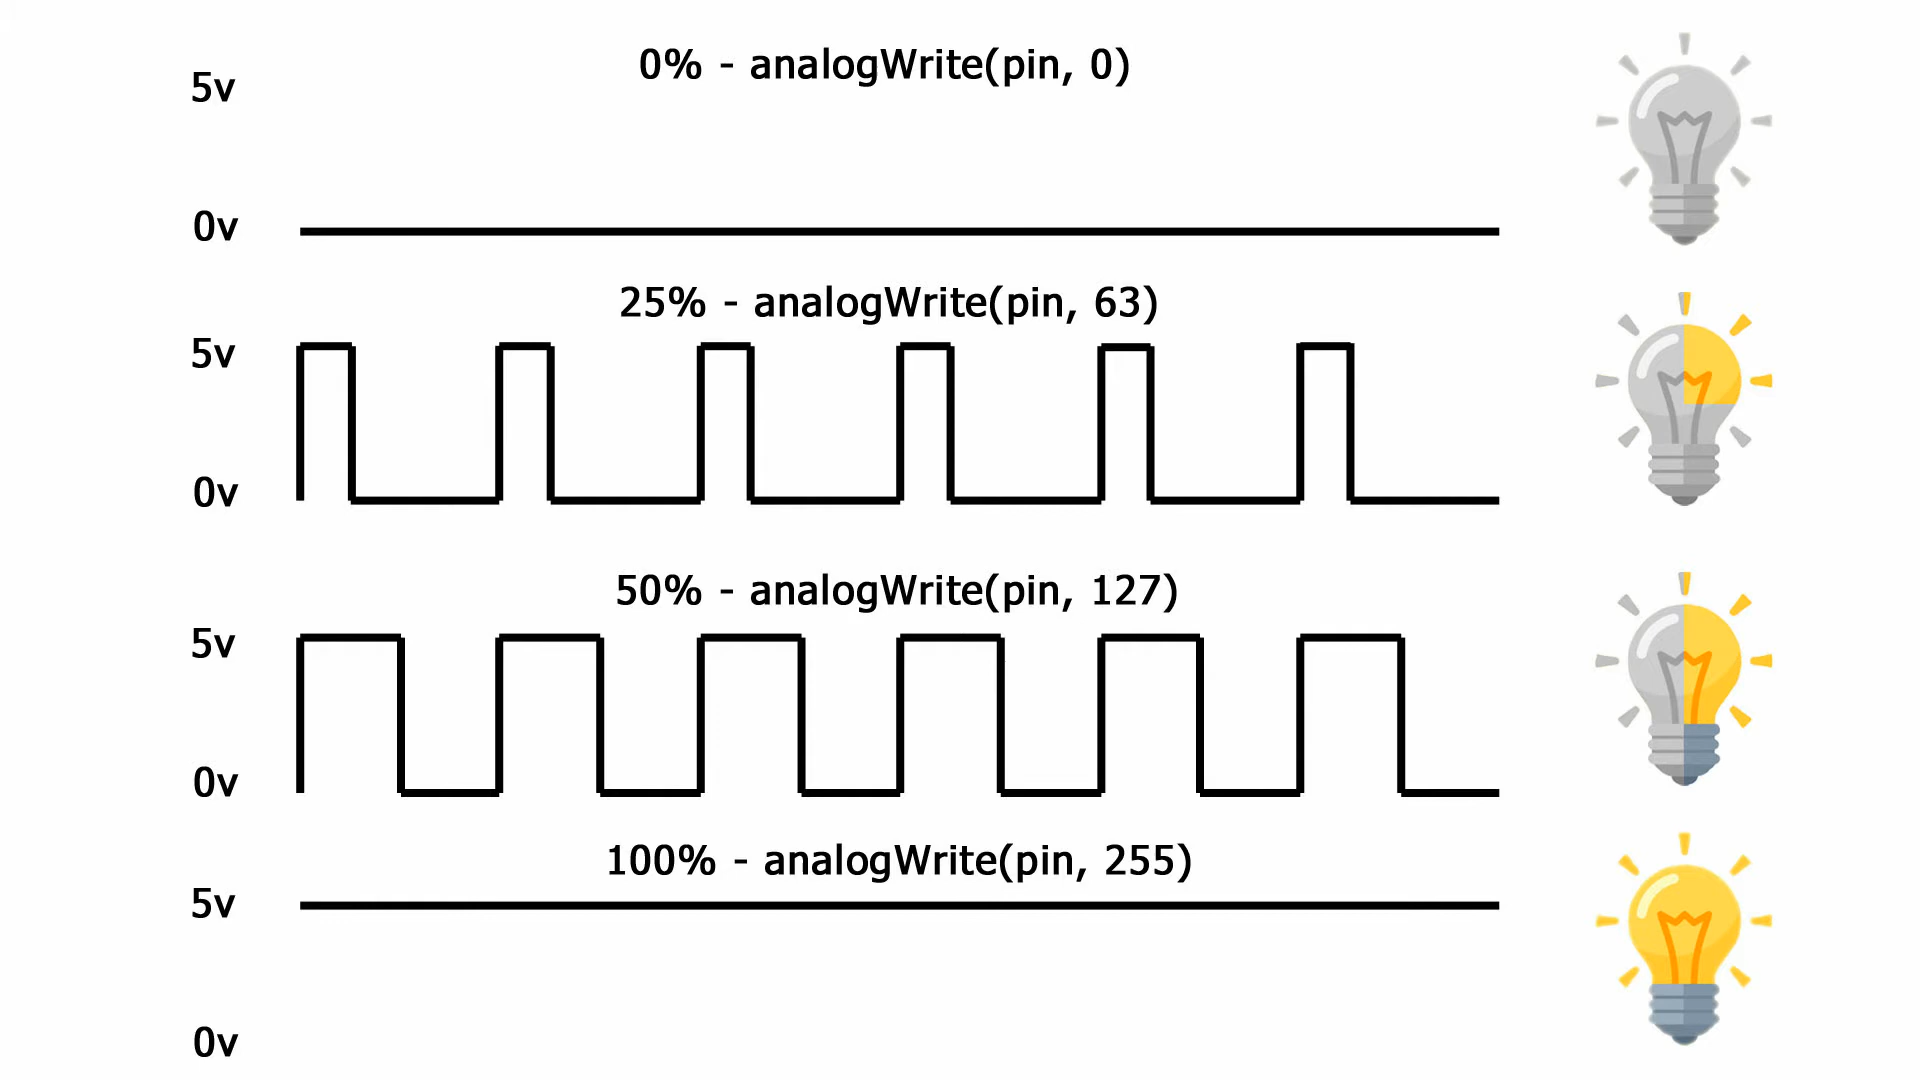 0% - analogWrite(pin, 0)
5v
0v
25% - analogWrite(pin, 63)
5v
0v
50% - analogWrite(pin, 127)
5v
0v
100% - analogWrite(pin, 255)
5v
0v